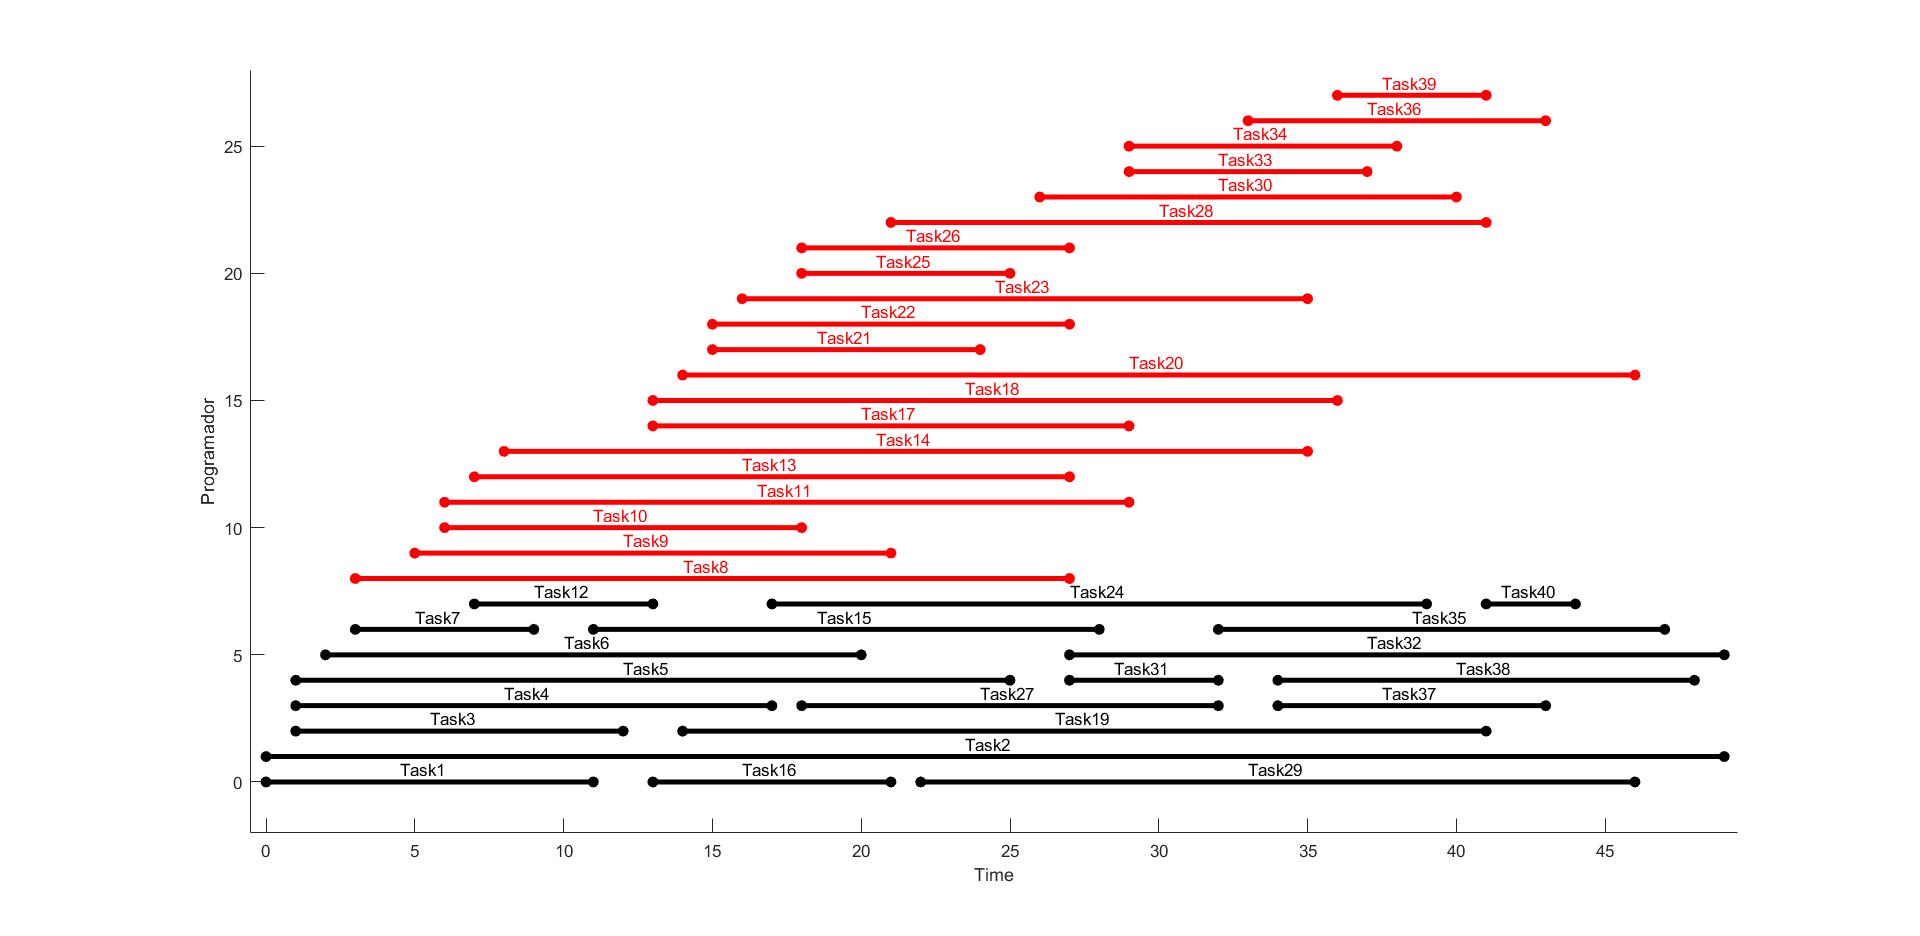 Task39
Task36
Task34
25
Task33
Task30
Task28
Task26
20
Task25
Task23
Task22
Task21
Task20
15
Task18
Task17
Task14
Task13
Task11
10
Task10
Task9
Task8
Task12 Task24 Task40
Task7 Task15 Task35
5
Task6 Task32
Task5 Task31 Task38
Task4 Task27 Task37
Task3 Task19
Task2
0
Task1 Task16 Task29
Programador
0 5 10 15 20 25 30 35 40 45
Time